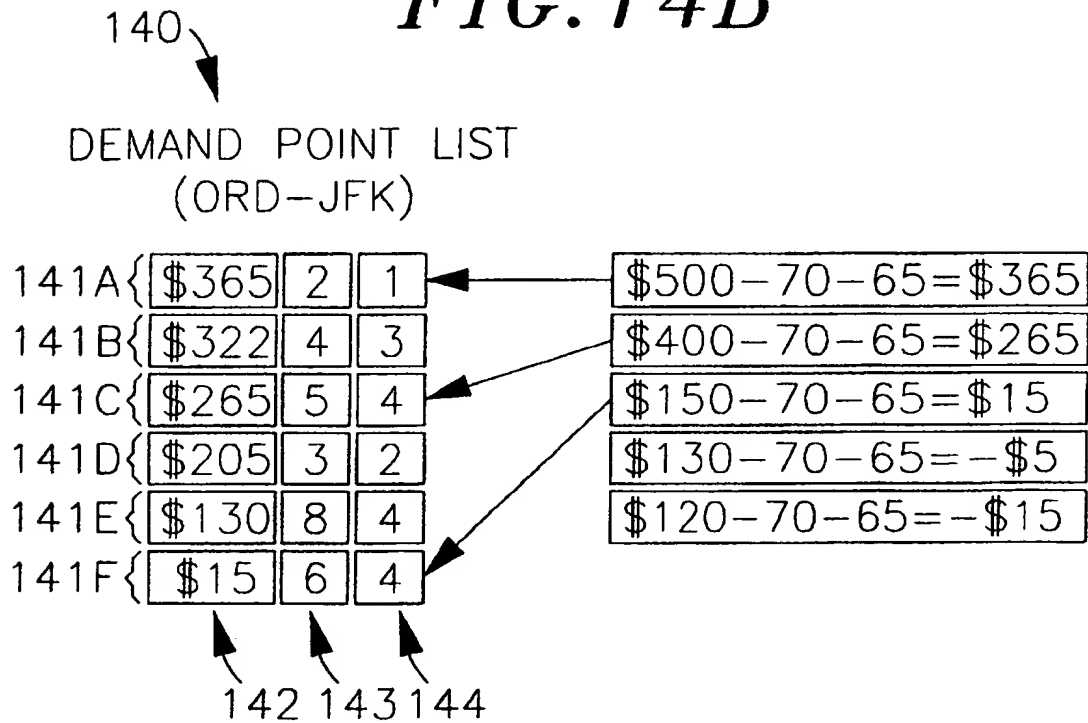 FIG. 14B
140
DEMAND POINT LIST
(ORD-JFK)
141A{ $365 2 1 $500-70-65=$365
141B{ $322 4 3 $400-70-65=$265
141C{ $265 5 4 $150-70-65=$15
141D{ $205 3 2 $130-70-65=-$5
141E{ $130 8 4 $120-70-65=-$15
141F{ $15 6 4
142 143 144